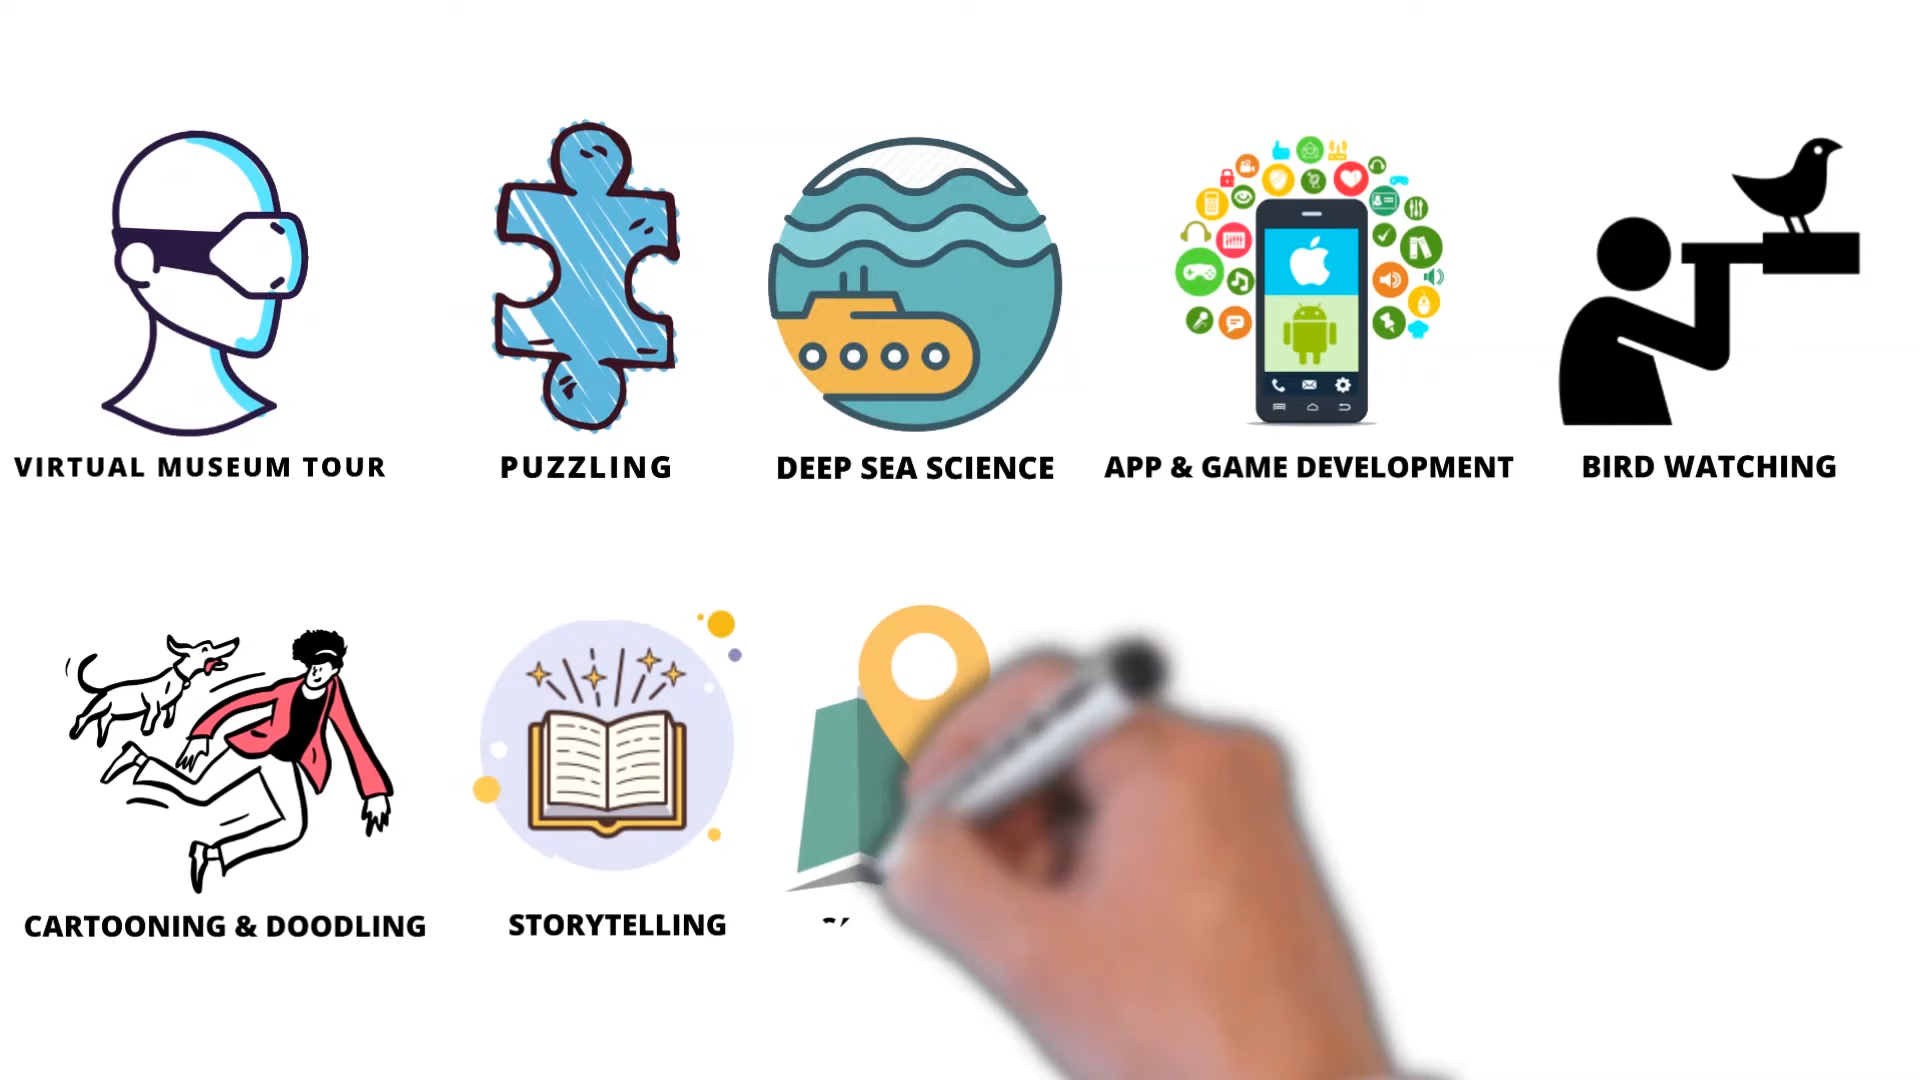 VIRTUAL MUSEUM TOUR
PUZZLING
DEEP SEA SCIENCE
APP & GAME DEVELOPMENT
BIRD WATCHING
CARTOONING & DOODLING
STORYTELLING